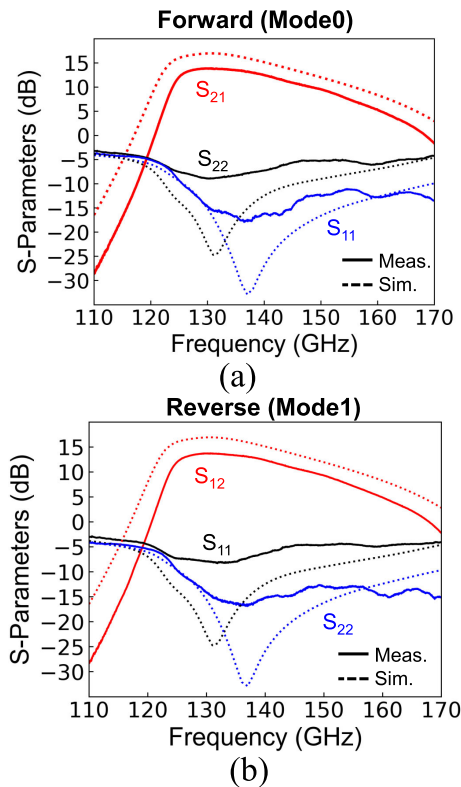 Forward (Mode0)
S-Parameters (dB)
15
10
5
0
−5
−10
−15
−20
−25
−30
S21
S22
S11
Meas.
Sim.
110 120 130 140 150 160 170
Frequency (GHz)
(a)
Reverse (Mode1)
S-Parameters (dB)
15
10
5
0
−5
−10
−15
−20
−25
−30
S12
S11
S22
Meas.
Sim.
110 120 130 140 150 160 170
Frequency (GHz)
(b)